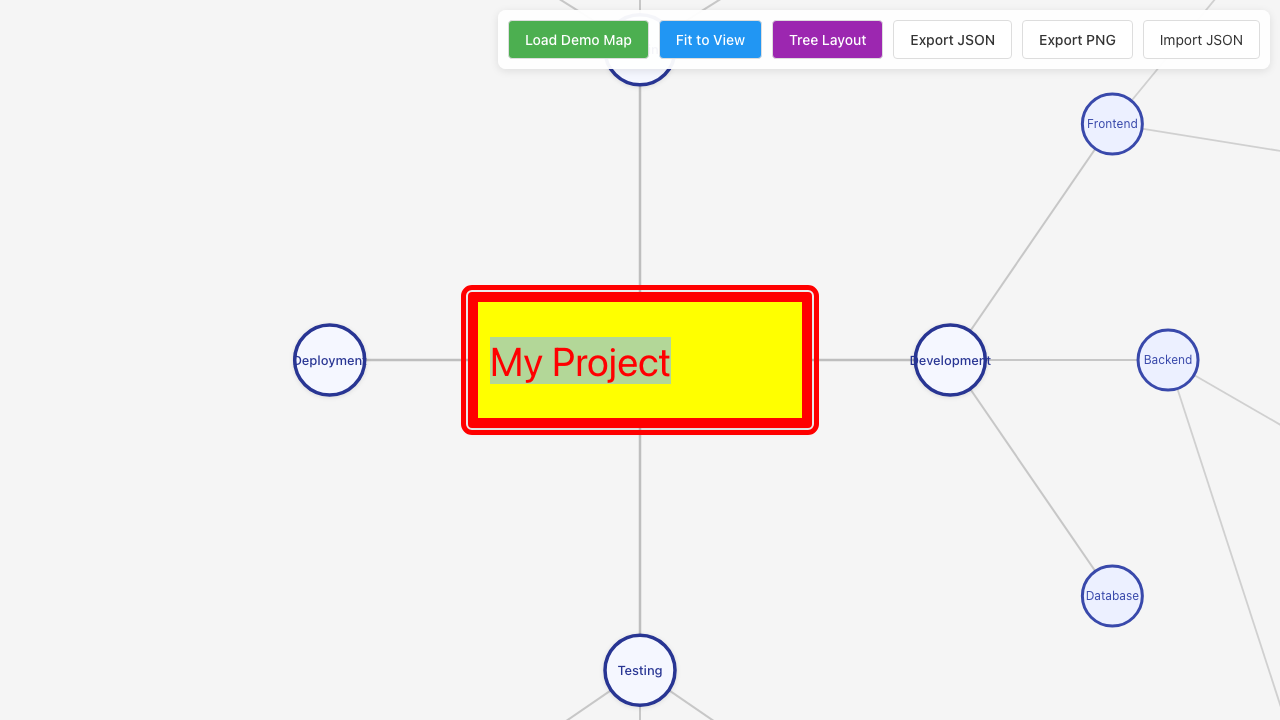 Load Demo Map
Fit to View
Tree Layout
Export JSON
Export PNG
Import JSON
Frontend
Deployment
My Project
Development
Backend
Database
Testing